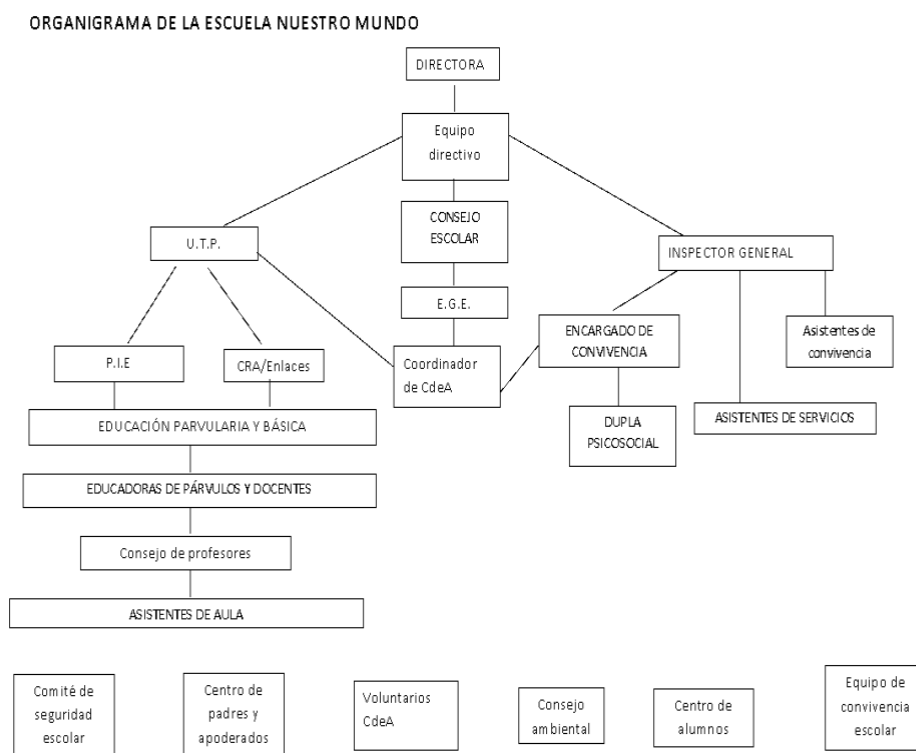 ORGANIGRAMA DE LA ESCUELA NUESTRO MUNDO
DIRECTORA
Equipo
directivo
CONSEJO
ESCOLAR
U.T.P.
INSPECTOR GENERAL
E.G.E.
ENCARGADO DE
CONVIVENCIA
Asistentes de
convivencia
P.I.E
CRA/Enlaces
Coordinador
de CdeA
EDUCACIÓN PARVULARIA Y BÁSICA
DUPLA
PSICOSOCIAL
ASISTENTES DE SERVICIOS
EDUCADORAS DE PÁRVULOS Y DOCENTES
Consejo de profesores
ASISTENTES DE AULA
Comité de
seguridad
escolar
Centro de
padres y
apoderados
Voluntarios
CdeA
Consejo
ambiental
Centro de
alumnos
Equipo de
convivencia
escolar